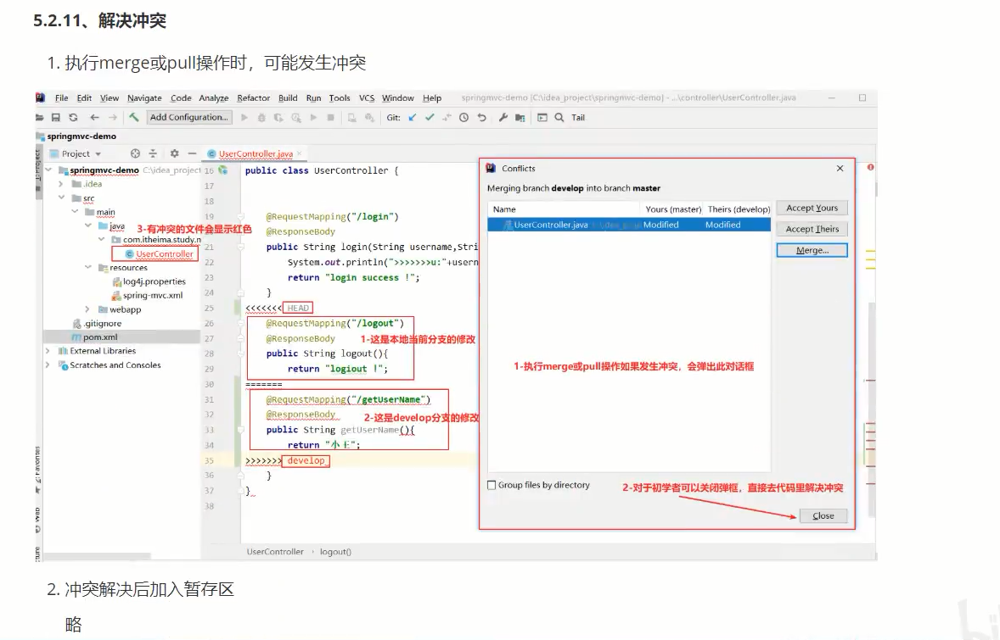 5.2.11、解决冲突
1. 执行merge或pull操作时，可能发生冲突
File Edit View Navigate Code Analyze Refactor Build Run Tools VCS Window Help springmvc-demo [C:\idea_project\springmvc-demo] - ...\controller\UserController.java
Add Configuration... Git: Tail
springmvc-demo
Project
UserController.java
springmvc-demo C:\idea_project
.idea
src
main
java
3-有冲突的文件会显示红色
com.itheima.study.n
UserController
resources
log4j.properties
spring-mvc.xml
webapp
.gitignore
pom.xml
External Libraries
Scratches and Consoles
16 public class UserController {
17
18
19 @RequestMapping("/login")
20 @ResponseBody
21 public String login(String username,Stri
22 System.out.println(">>>>>>>u:"+usern
23 return "login success !";
24 }
25 <<<<<<< HEAD
26 @RequestMapping("/logout")
27 @ResponseBody 1-这是本地当前分支的修改
28 public String logout(){
29 return "logiout !";
30 =======
31 @RequestMapping("/getUserName")
32 @ResponseBody 2-这是develop分支的修改
33 public String getUserName(){
34 return "小王";
35 >>>>>>> develop
36 }
37 }
38
UserController › logout()
Conflicts
Merging branch develop into branch master
Name Yours (master) Theirs (develop)
UserController.java Modified Modified
Accept Yours
Accept Theirs
Merge...
1-执行merge或pull操作如果发生冲突，会弹出此对话框
Group files by directory
2-对于初学者可以关闭弹框，直接去代码里解决冲突
Close
2. 冲突解决后加入暂存区
略